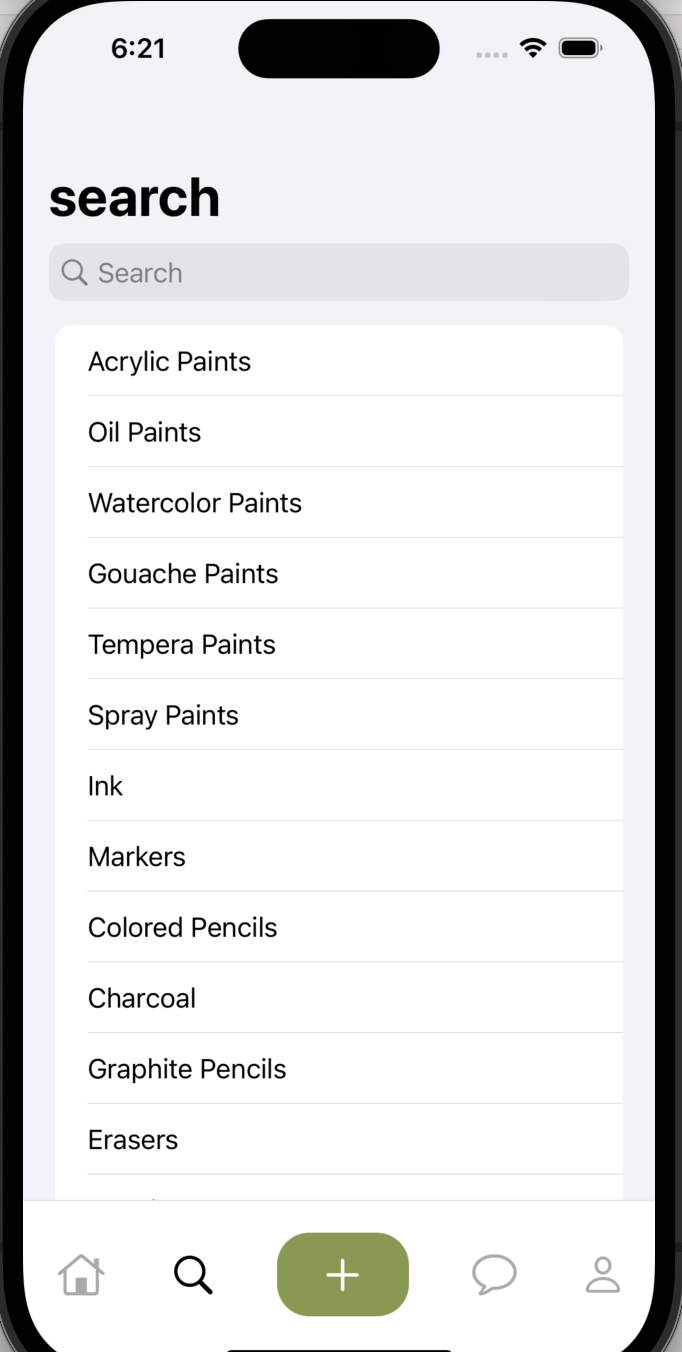 6:21
search
Search
Acrylic Paints
Oil Paints
Watercolor Paints
Gouache Paints
Tempera Paints
Spray Paints
Ink
Markers
Colored Pencils
Charcoal
Graphite Pencils
Erasers